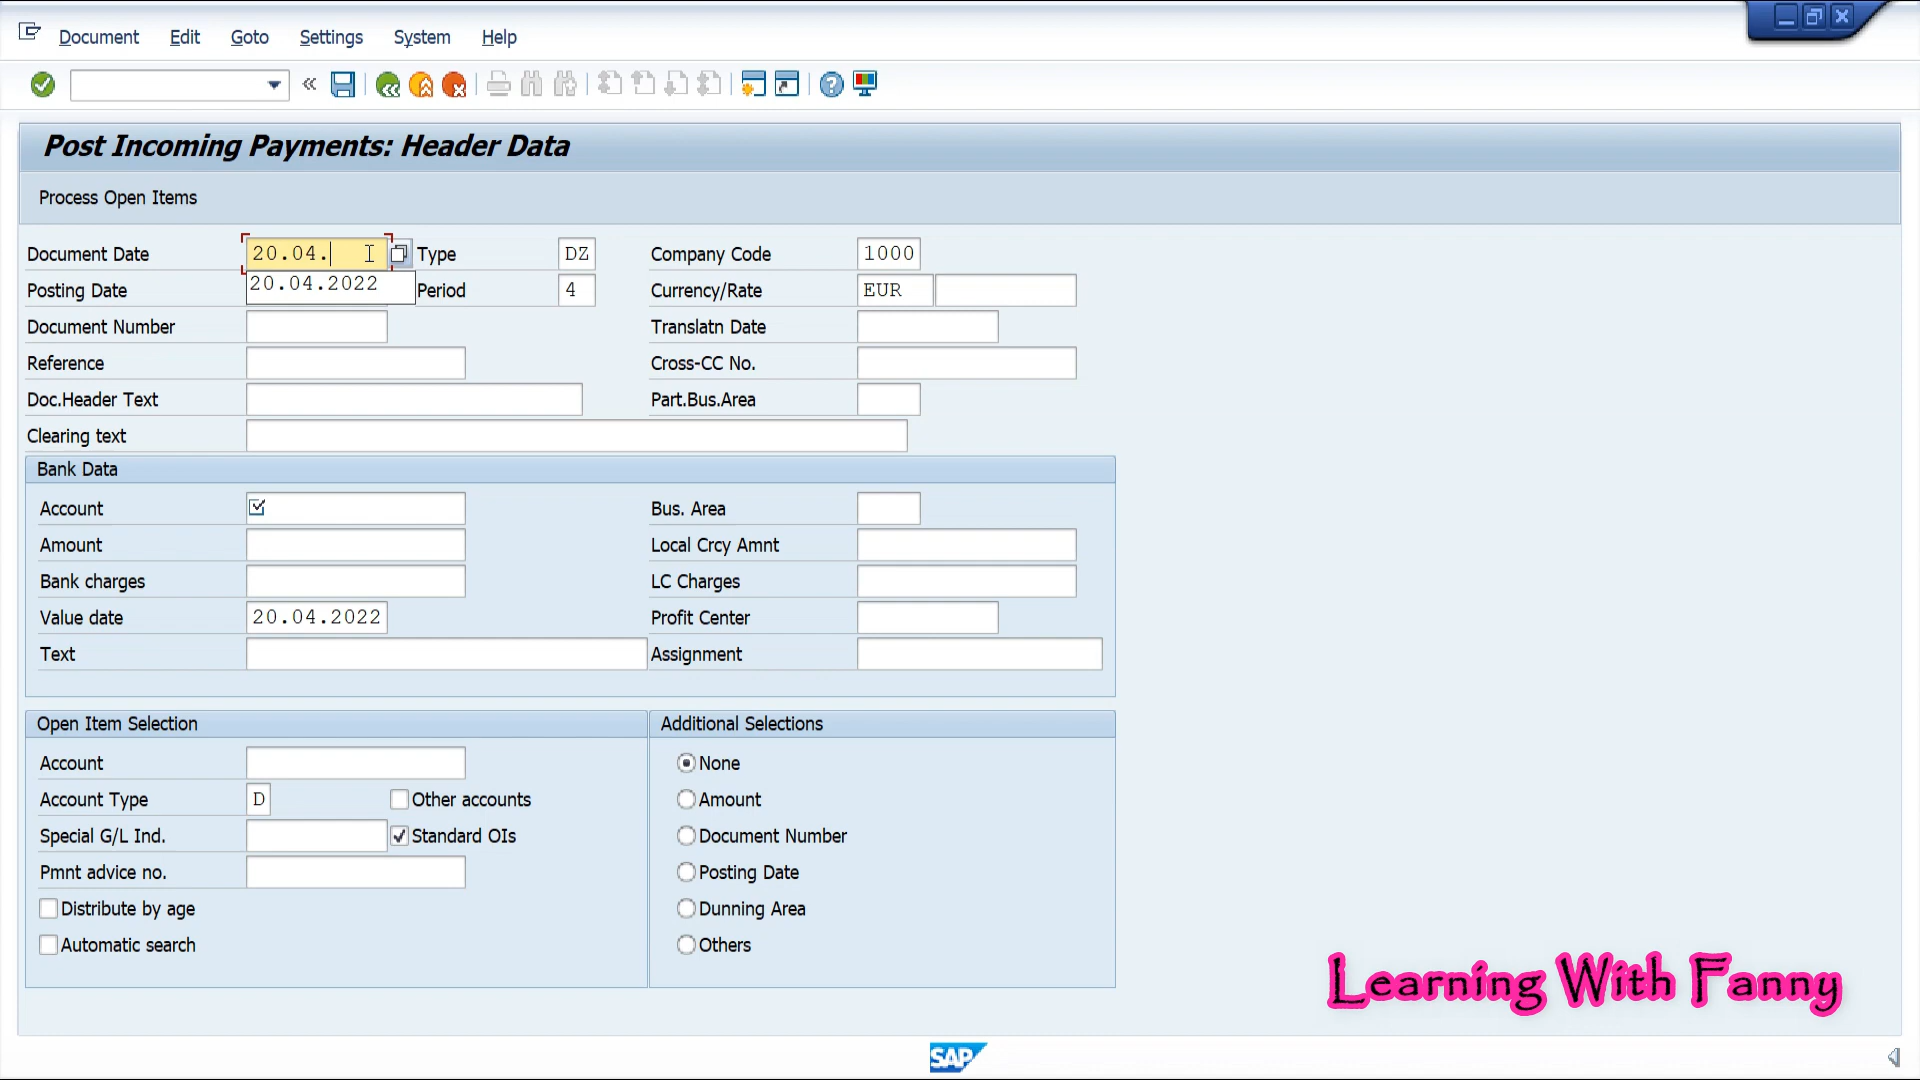 Document Edit Goto Settings System Help
Post Incoming Payments: Header Data
Process Open Items
Document Date 20.04. Type DZ Company Code 1000
20.04.2022
Posting Date Period 4 Currency/Rate EUR
Document Number Translatn Date
Reference Cross-CC No.
Doc.Header Text Part.Bus.Area
Clearing text
Bank Data
Account Bus. Area
Amount Local Crcy Amnt
Bank charges LC Charges
Value date 20.04.2022 Profit Center
Text Assignment
Open Item Selection Additional Selections
Account None
Account Type D Other accounts Amount
Special G/L Ind. Standard OIs Document Number
Pmnt advice no. Posting Date
Distribute by age Dunning Area
Automatic search Others
Learning With Fanny
SAP